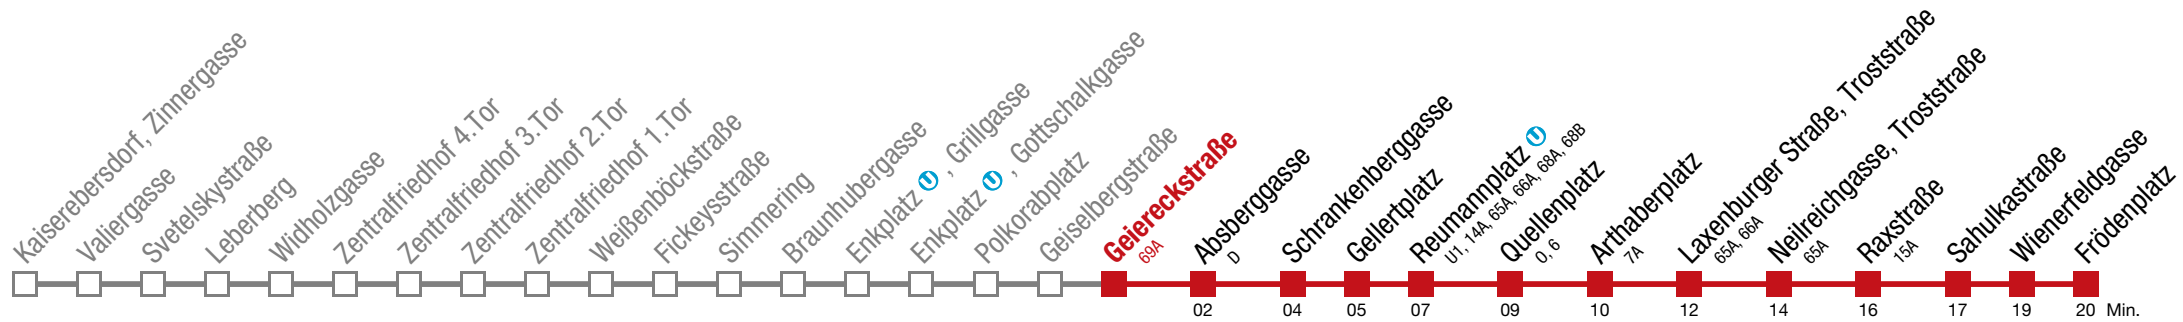 Kaiserebersdorf, Zinnergasse
Valiergasse
Svetelskystraße
Leberberg
Widholzgasse
Zentralfriedhof 4.Tor
Zentralfriedhof 3.Tor
Zentralfriedhof 2.Tor
Zentralfriedhof 1.Tor
Weißenböckstraße
Fickeysstraße
Simmering
Braunhubergasse
Enkplatz U, Grillgasse
Enkplatz U, Gottschalkgasse
Polkorabplatz
Geiselbergstraße
Geiereckstraße
69A
Absberggasse
D
Schrankenberggasse
Gellertplatz
Reumannplatz U
U1, 14A, 65A, 66A, 68A, 68B
Quellenplatz
O, 6
Arthaberplatz
7A
Laxenburger Straße, Troststraße
65A, 66A
Neilreichgasse, Troststraße
65A
Raxstraße
15A
Sahulkastraße
Wienerfeldgasse
Frödenplatz
02 04 05 07 09 10 12 14 16 17 19 20 Min.